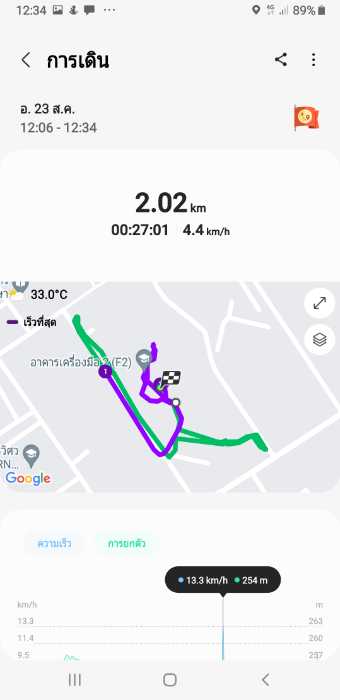 12:34 4G 89%
การเดิน
อ. 23 ส.ค.
12:06 - 12:34
2.02 km
00:27:01 4.4 km/h
33.0°C
เร็วที่สุด
อาคารเครื่องมือ 2 (F2)
1
Google
ความเร็ว การยกตัว
13.3 km/h 254 m
km/h m
13.3 263
11.4 260
9.5 257